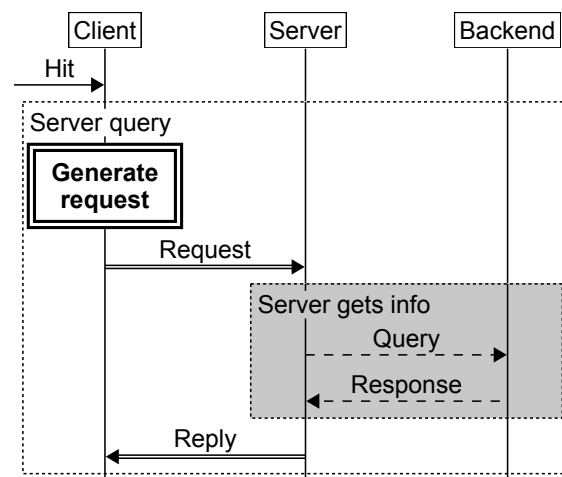 Client Server Backend
Hit
Server query
Generate
request
Request
Server gets info
Query
Response
Reply